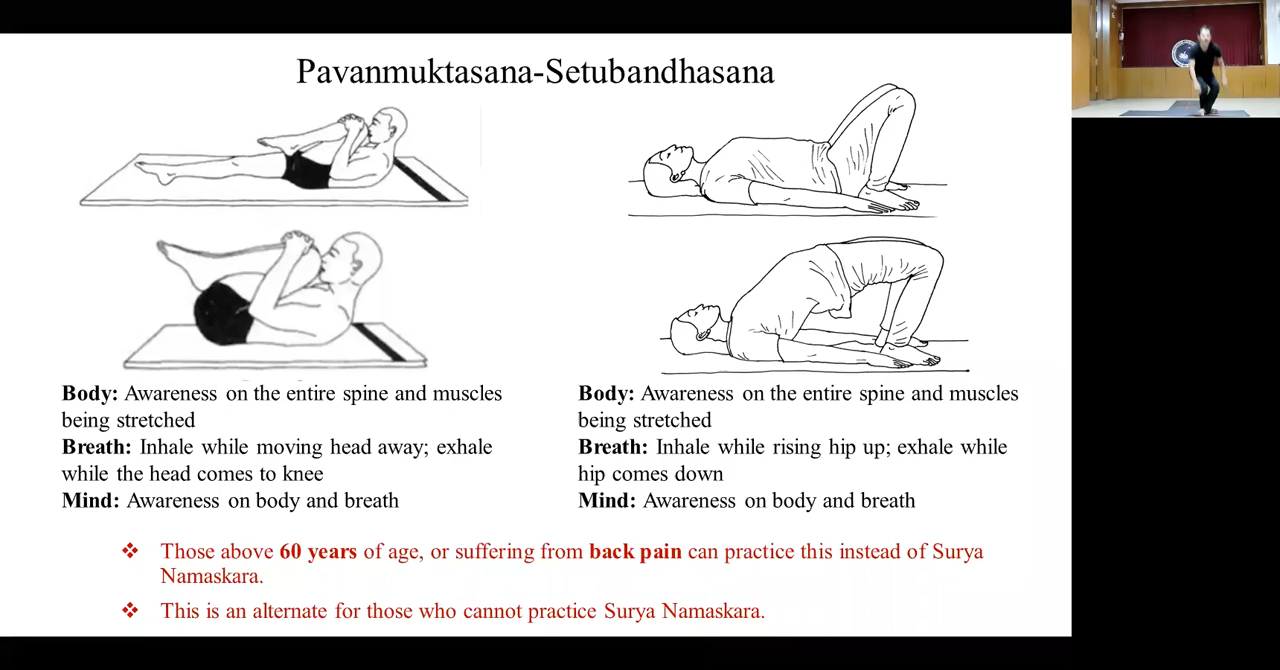 Pavanmuktasana-Setubandhasana
Body: Awareness on the entire spine and muscles
being stretched
Breath: Inhale while moving head away; exhale
while the head comes to knee
Mind: Awareness on body and breath
Body: Awareness on the entire spine and muscles
being stretched
Breath: Inhale while rising hip up; exhale while
hip comes down
Mind: Awareness on body and breath
❖ Those above 60 years of age, or suffering from back pain can practice this instead of Surya
Namaskara.
❖ This is an alternate for those who cannot practice Surya Namaskara.